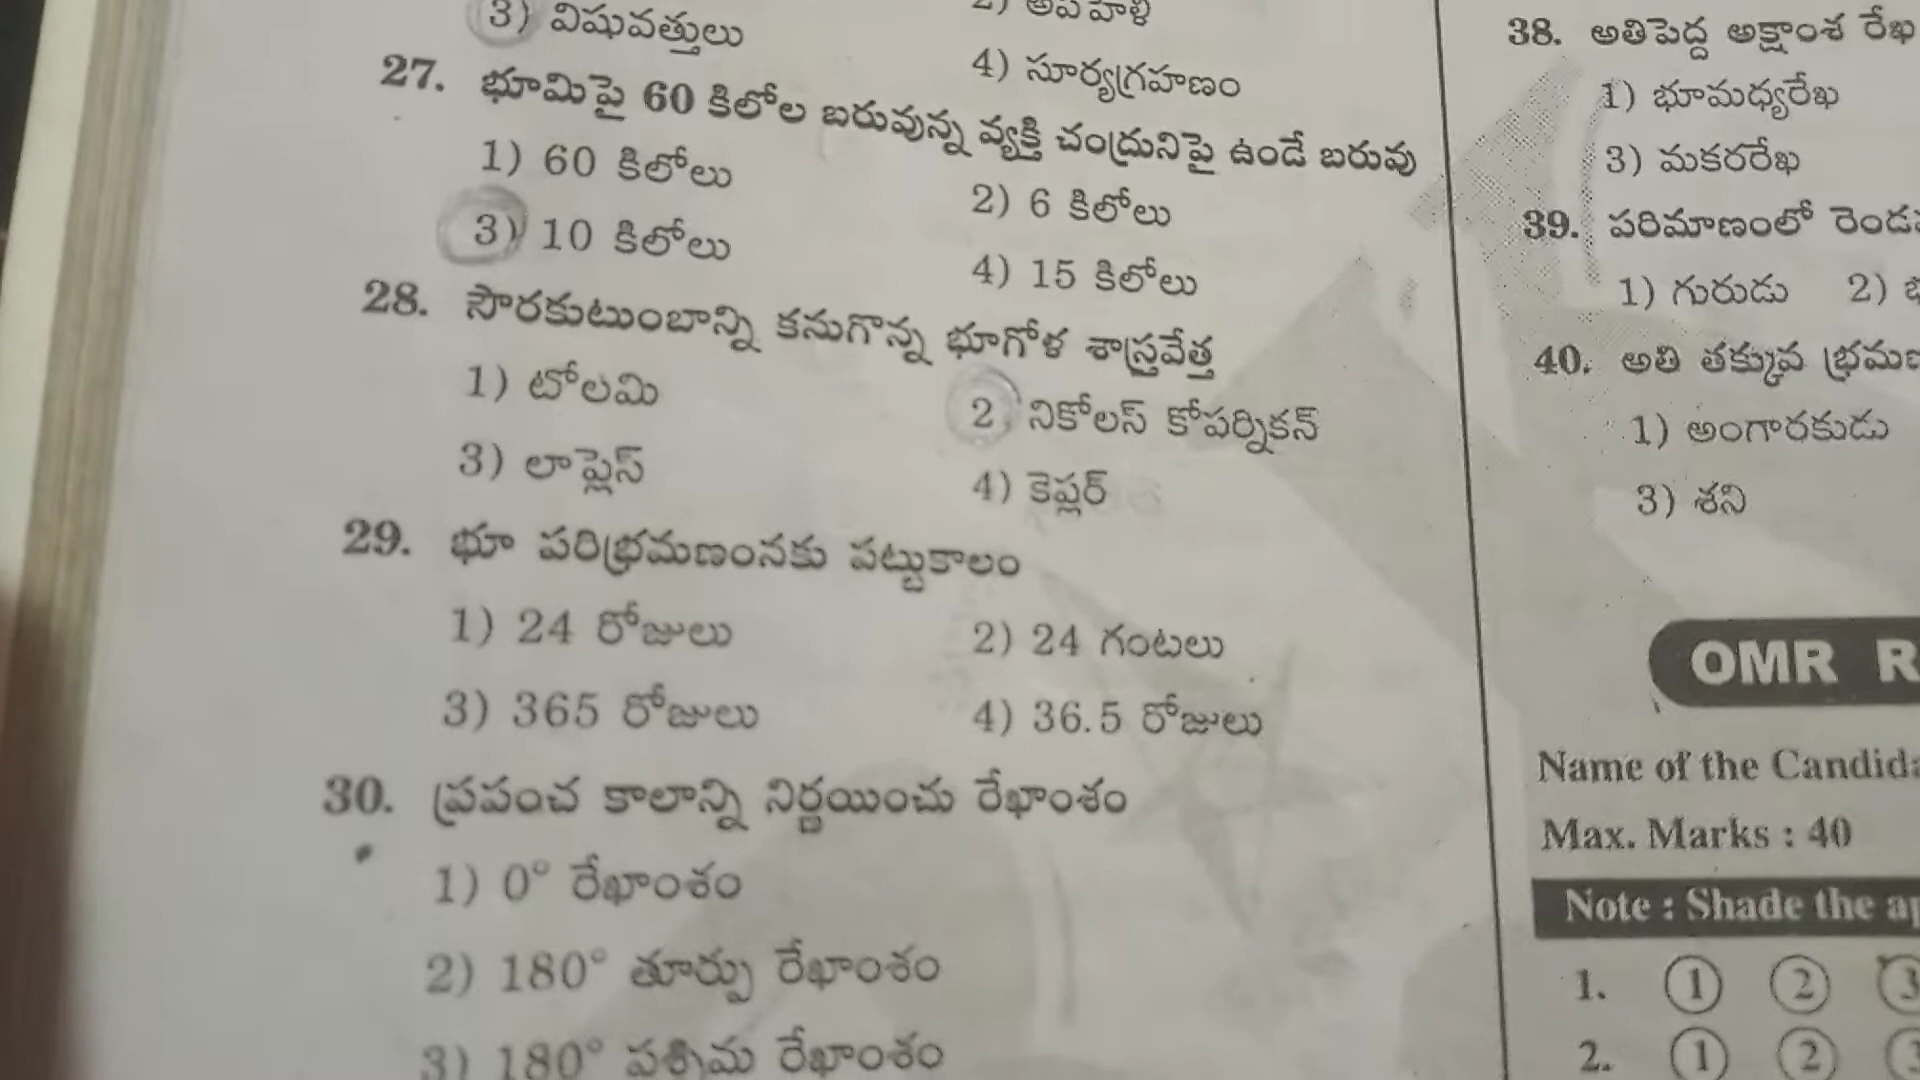 3) విషువత్తులు
4) సూర్యగ్రహణం
27. భూమిపై 60 కిలోల బరువున్న వ్యక్తి చంద్రునిపై ఉండే బరువు
1) 60 కిలోలు
2) 6 కిలోలు
3) 10 కిలోలు
4) 15 కిలోలు
28. సౌరకుటుంబాన్ని కనుగొన్న భూగోళ శాస్త్రవేత్త
1) టోలమి
2 నికోలస్ కోపర్నికస్
3) లాప్లెస్
4) కెప్లర్
29. భూ పరిభ్రమణంనకు పట్టుకాలం
1) 24 రోజులు
2) 24 గంటలు
3) 365 రోజులు
4) 36.5 రోజులు
30. ప్రపంచ కాలాన్ని నిర్ణయించు రేఖాంశం
1) 0° రేఖాంశం
2) 180° తూర్పు రేఖాంశం
3) 180° పశ్చిమ రేఖాంశం
38. అతిపెద్ద అక్షాంశ రేఖ
1) భూమధ్యరేఖ
3) మకరరేఖ
39. పరిమాణంలో
1) గురుడు 2)
40. అతి తక్కువ
1) అంగారకుడు
3) శని
OMR R
Name of the
Max. Marks : 40
Note : Shade the
1. 1 2 3
2. 1 2 3